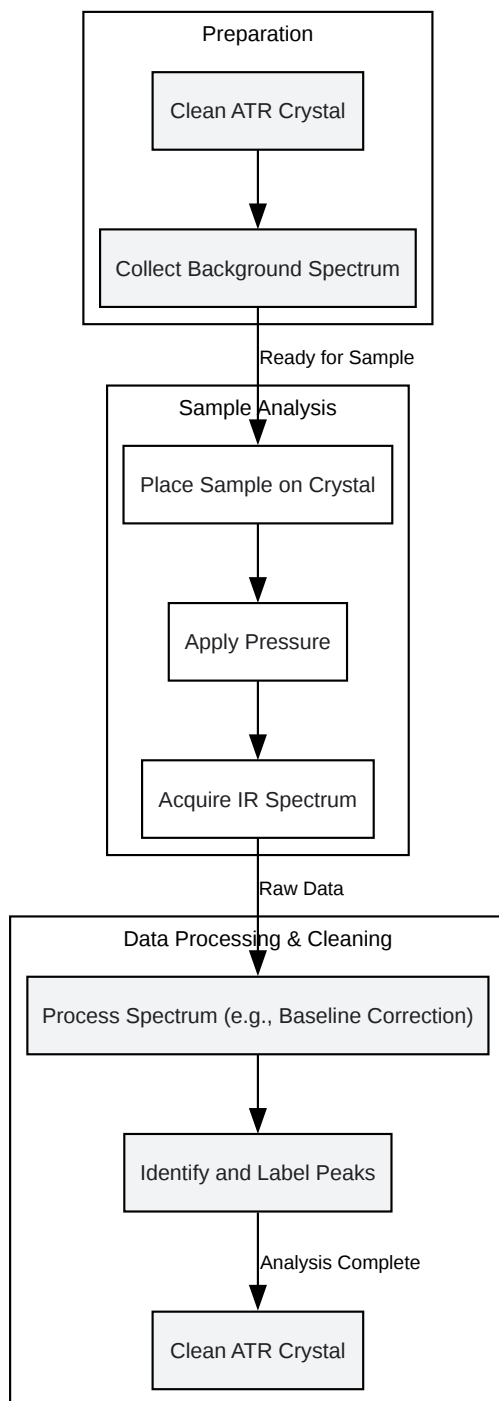 Preparation
Clean ATR Crystal
Collect Background Spectrum
Ready for Sample
Sample Analysis
Place Sample on Crystal
Apply Pressure
Acquire IR Spectrum
Raw Data
Data Processing & Cleaning
Process Spectrum (e.g., Baseline Correction)
Identify and Label Peaks
Analysis Complete
Clean ATR Crystal